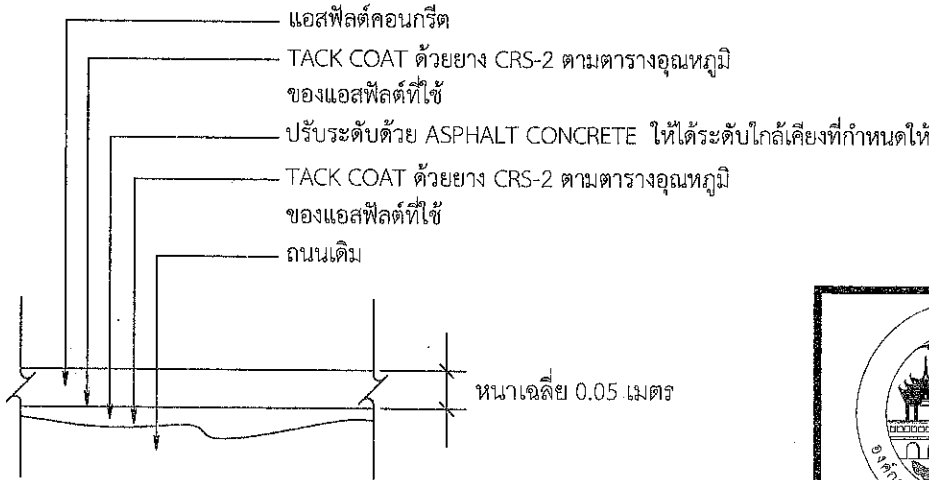 แอสฟัลต์คอนกรีต
TACK COAT ด้วยยาง CRS-2 ตามตารางอุณหภูมิ
ของแอสฟัลต์ที่ใช้
ปรับระดับด้วย ASPHALT CONCRETE ให้ได้ระดับใกล้เคียงที่กำหนดให้
TACK COAT ด้วยยาง CRS-2 ตามตารางอุณหภูมิ
ของแอสฟัลต์ที่ใช้
ถนนเดิม
หนาเฉลี่ย 0.05 เมตร